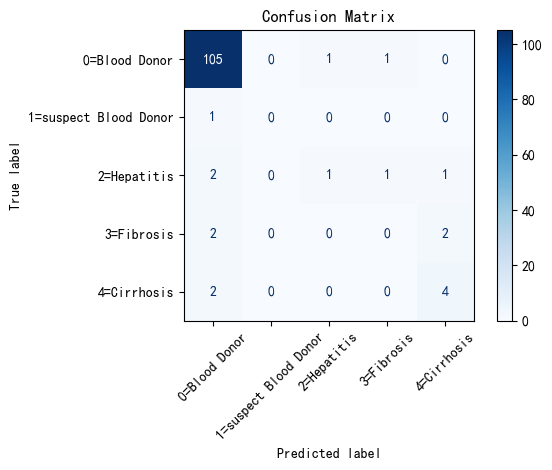 Confusion Matrix
0=Blood Donor 105 0 1 1 0
1=suspect Blood Donor 1 0 0 0 0
2=Hepatitis 2 0 1 1 1
3=Fibrosis 2 0 0 0 2
4=Cirrhosis 2 0 0 0 4
True label
0=Blood Donor
1=suspect Blood Donor
2=Hepatitis
3=Fibrosis
4=Cirrhosis
Predicted label
100
80
60
40
20
0